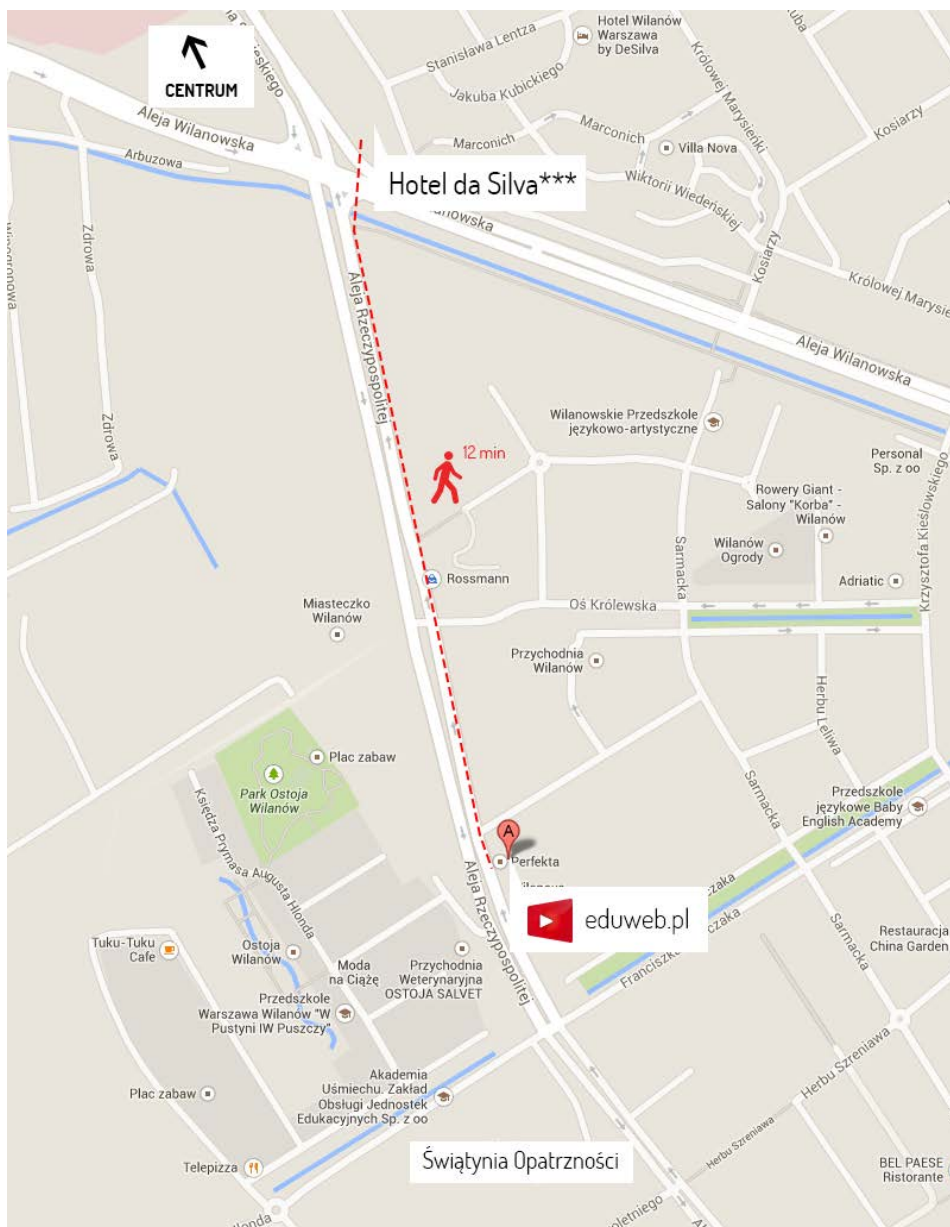 CENTRUM
Stanisława Lentza
Hotel Wilanów
Warszawa
by DeSilva
Jakuba Kubickiego
Królowej Marysieńki
Kosiarzy
Aleja Wilanowska
Arbuzowa
Marconich
Marconich
Villa Nova
Wiktorii Wiedeńskiej
Hotel da Silva***
Zdrowa
Kosiarzy
Królowej
Aleja Rzeczypospolitej
Aleja Wilanowska
Zdrowa
Wilanowskie Przedszkole
językowo-artystyczne
12 min
Personal
Sp. z oo
Rowery Giant -
Salony "Korba" -
Wilanów
Krzysztofa Kieślowskiego
Sarmacka
Wilanów
Ogrody
Rossmann
Adriatic
Miasteczko
Wilanów
Oś Królewska
Przychodnia
Wilanów
Herbu Leliwa
Plac zabaw
Park Ostoja
Wilanów
Sarmacka
Księdza Prymasa Augusta Hlonda
Przedszkole
językowe Baby
English Academy
A
Perfekta
Aleja Rzeczypospolitej
eduweb.pl
Sarmacka
Restauracja
China Garden
Tuku-Tuku
Cafe
Ostoja
Wilanów
Moda
na Ciążę
Przychodnia
Weterynaryjna
OSTOJA SALVET
Przedszkole
Warszawa Wilanów "W
Pustyni IW Puszczy"
Herbu Szreniawa
Akademia
Uśmiechu. Zakład
Obsługi Jednostek
Edukacyjnych Sp. z oo
Plac zabaw
Herbu Szreniawa
Świątynia Opatrzności
Telepizza
BEL PAESE
Ristorante